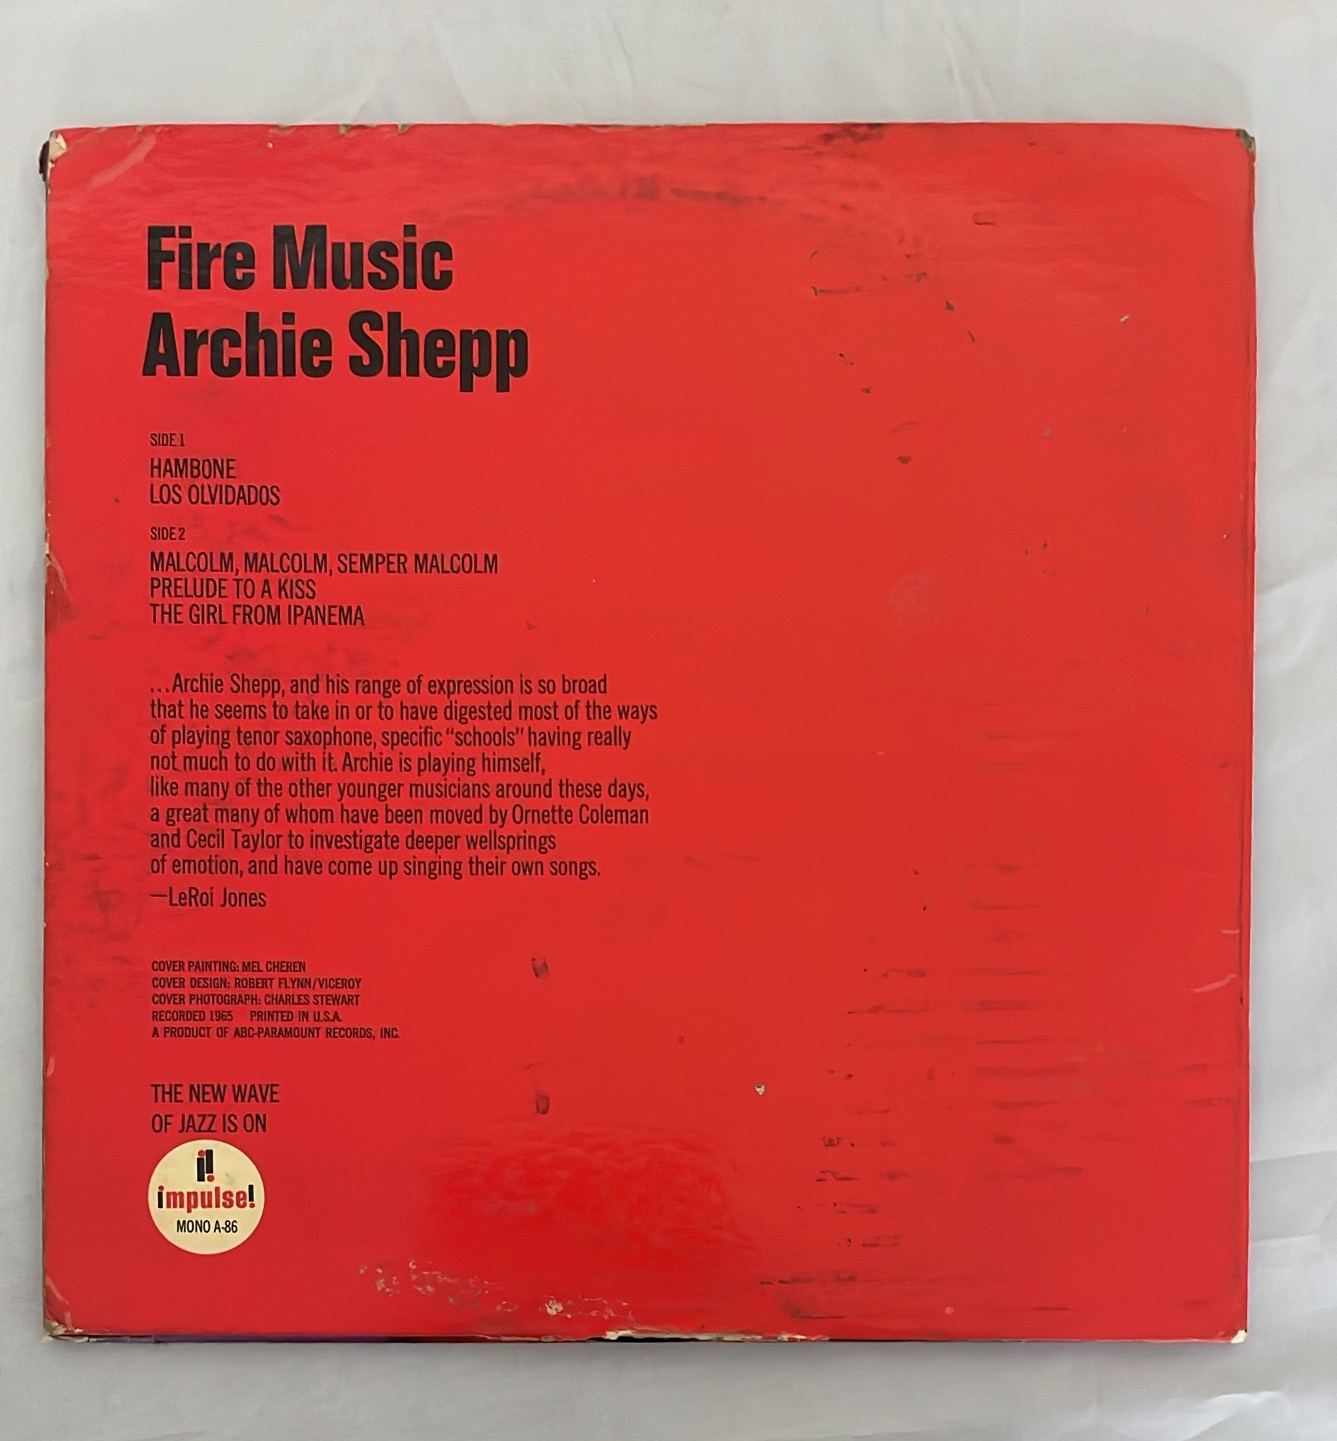 Fire Music
Archie Shepp
SIDE 1
HAMBONE
LOS OLVIDADOS
SIDE 2
MALCOLM, MALCOLM, SEMPER MALCOLM
PRELUDE TO A KISS
THE GIRL FROM IPANEMA
...Archie Shepp, and his range of expression is so broad
that he seems to take in or to have digested most of the ways
of playing tenor saxophone, specific “schools” having really
not much to do with it. Archie is playing himself,
like many of the other younger musicians around these days,
a great many of whom have been moved by Ornette Coleman
and Cecil Taylor to investigate deeper wellsprings
of emotion, and have come up singing their own songs.
—LeRoi Jones
COVER PAINTING: MEL CHEREN
COVER DESIGN: ROBERT FLYNN/VICEROY
COVER PHOTOGRAPH: CHARLES STEWART
RECORDED 1965 PRINTED IN U.S.A.
A PRODUCT OF ABC-PARAMOUNT RECORDS, INC.
THE NEW WAVE
OF JAZZ IS ON
i!
impulse!
MONO A-86